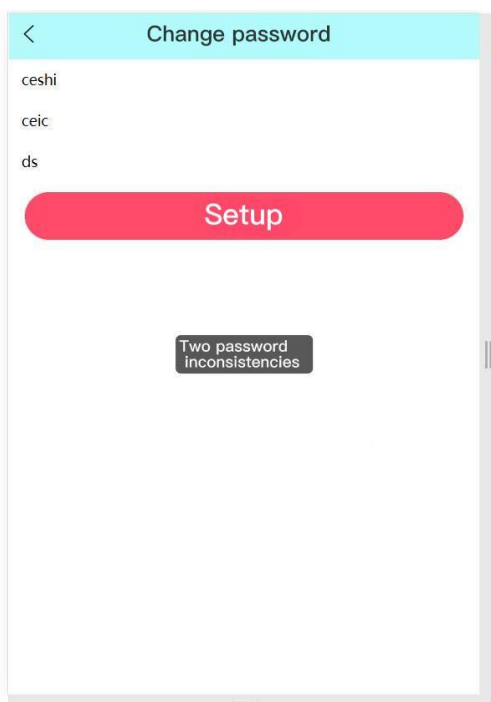 Change password
ceshi
ceic
ds
Setup
Two password
inconsistencies